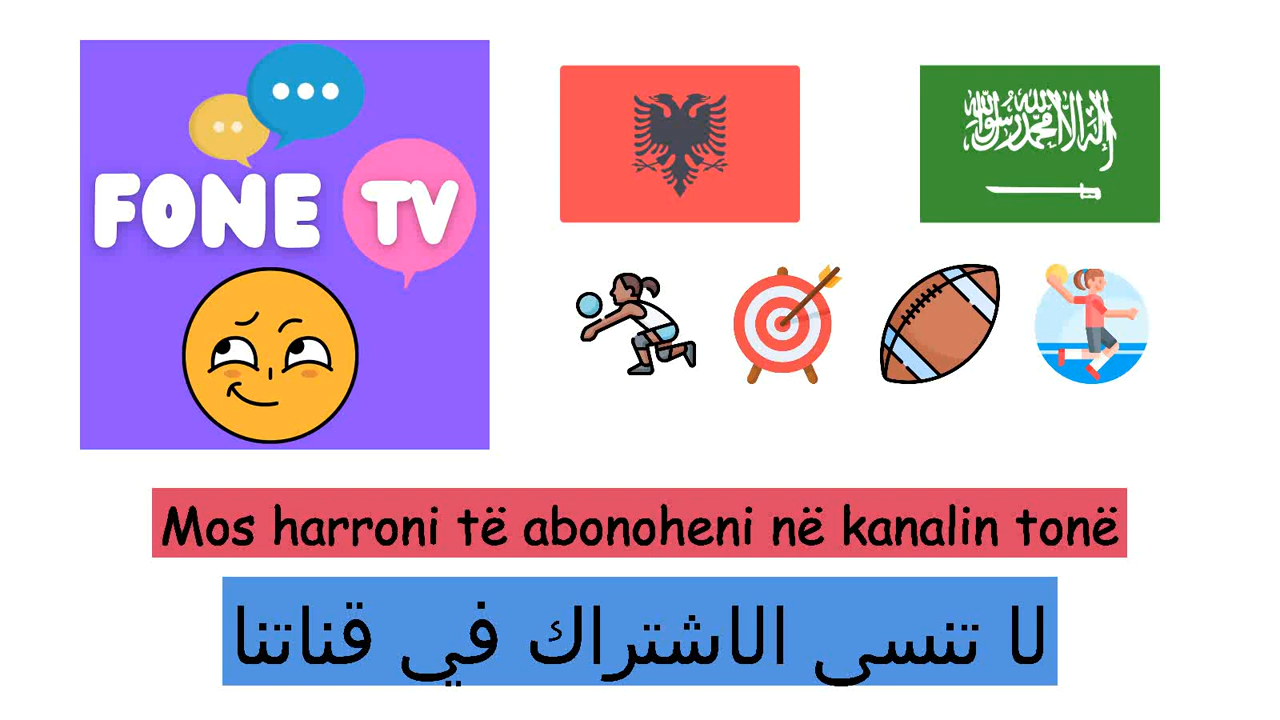 FONE TV
لا إله إلا الله محمد رسول الله
Mos harroni të abonoheni në kanalin tonë
لا تنسى الاشتراك في قناتنا